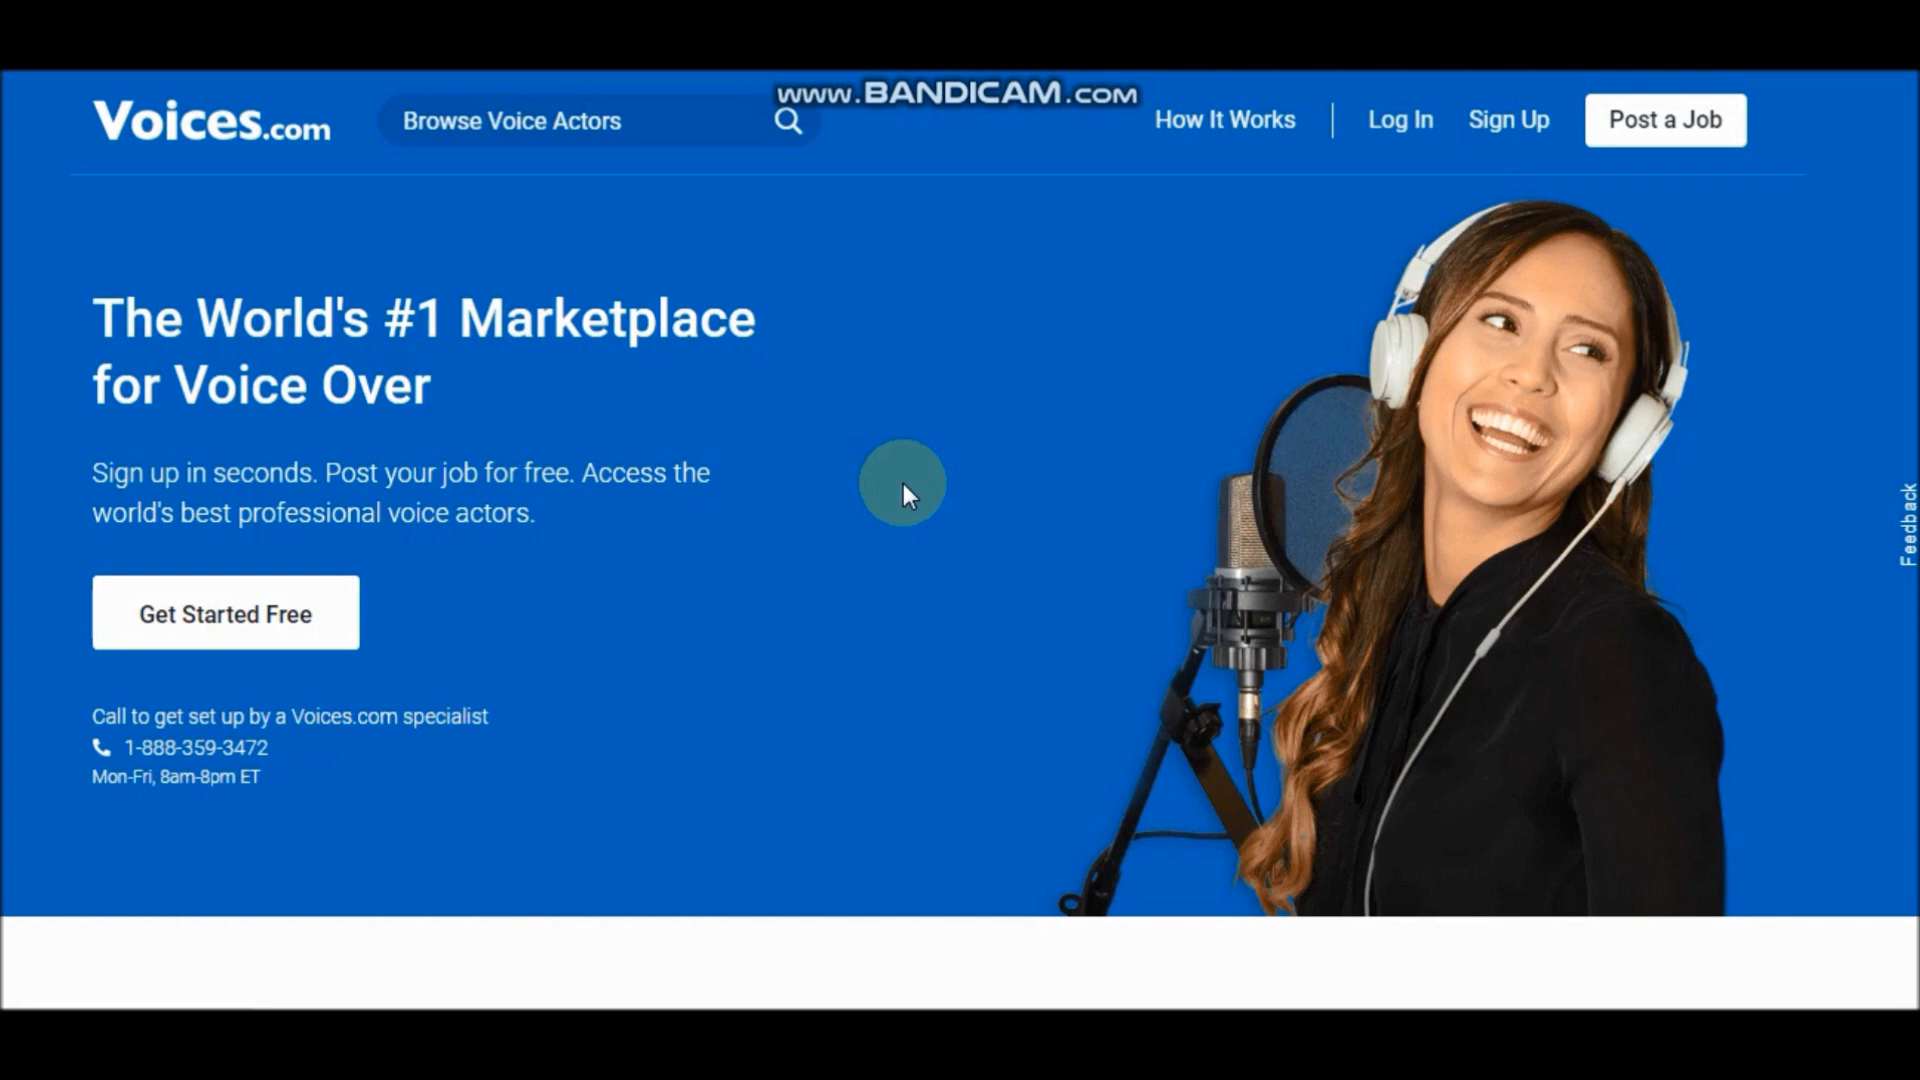 www.BANDICAM.com
Voices.com
Browse Voice Actors
How It Works
Log In
Sign Up
Post a Job
The World's #1 Marketplace
for Voice Over
Sign up in seconds. Post your job for free. Access the
world's best professional voice actors.
Get Started Free
Call to get set up by a Voices.com specialist
1-888-359-3472
Mon-Fri, 8am-8pm ET
Feedback